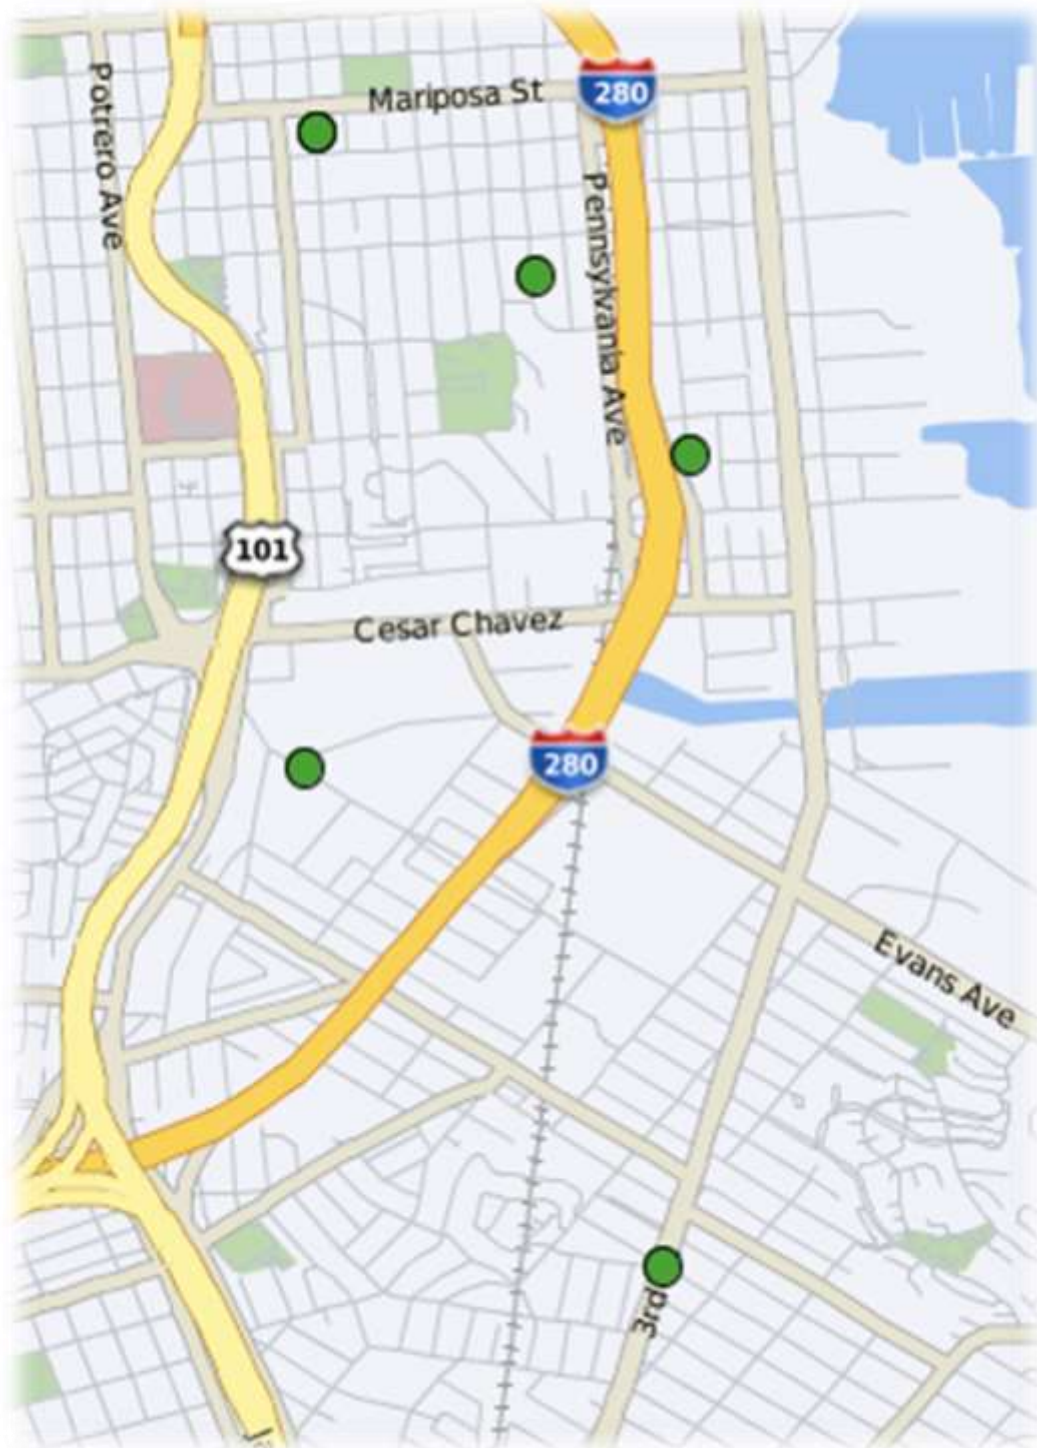 Potrero Ave
Mariposa St
280
Pennsylvania Ave
101
Cesar Chavez
280
Evans Ave
3rd